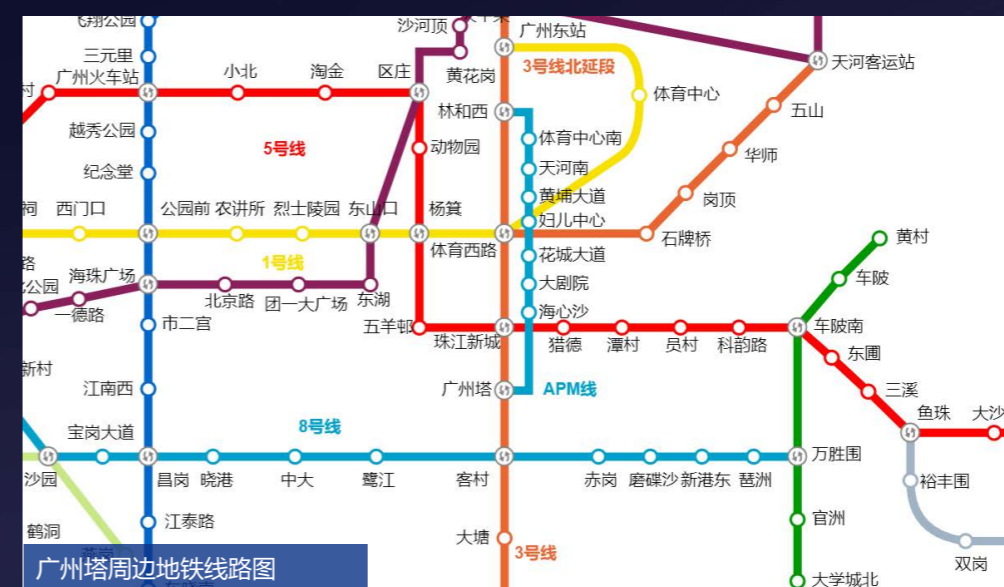 飞翔公园
沙河顶
广州东站
三元里
广州火车站
小北
淘金
区庄
黄花岗
3号线北延段
天河客运站
村
林和西
体育中心
五山
越秀公园
5号线
动物园
体育中心南
天河南
华师
纪念堂
黄埔大道
岗顶
祠
西门口
公园前
农讲所
烈士陵园
东山口
杨箕
妇儿中心
体育西路
石牌桥
黄村
路
海珠广场
1号线
花城大道
公园
一德路
北京路
团一大广场
东湖
大剧院
车陂
市二宫
五羊邨
珠江新城
海心沙
猎德
潭村
员村
科韵路
车陂南
新村
东圃
江南西
广州塔
APM线
三溪
鱼珠
大沙
宝岗大道
8号线
沙园
昌岗
晓港
中大
鹭江
客村
赤岗
磨碟沙
新港东
琶洲
万胜围
裕丰围
鹤洞
江泰路
大塘
3号线
官洲
双岗
大学城北
广州塔周边地铁线路图